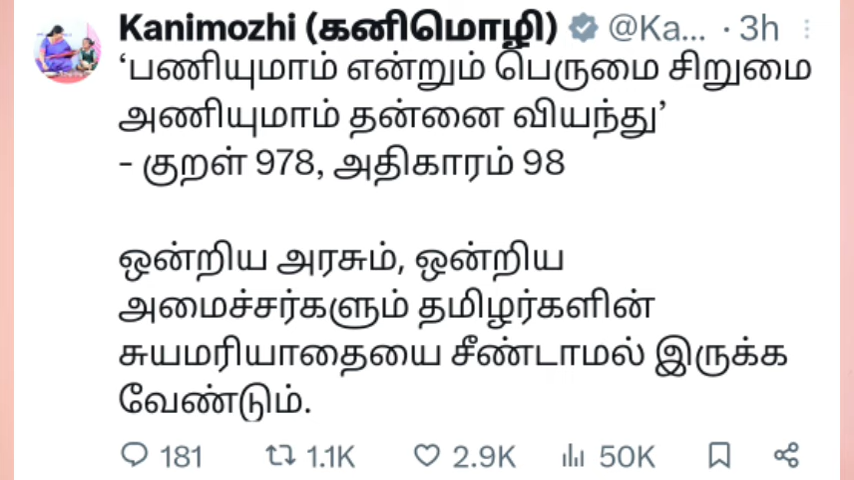 Kanimozhi (கனிமொழி) @Ka... · 3h
‘பணியுமாம் என்றும் பெருமை சிறுமை
அணியுமாம் தன்னை வியந்து’
- குறள் 978, அதிகாரம் 98
ஒன்றிய அரசும், ஒன்றிய
அமைச்சர்களும் தமிழர்களின்
சுயமரியாதையை சீண்டாமல் இருக்க
வேண்டும்.
181 1.1K 2.9K 50K